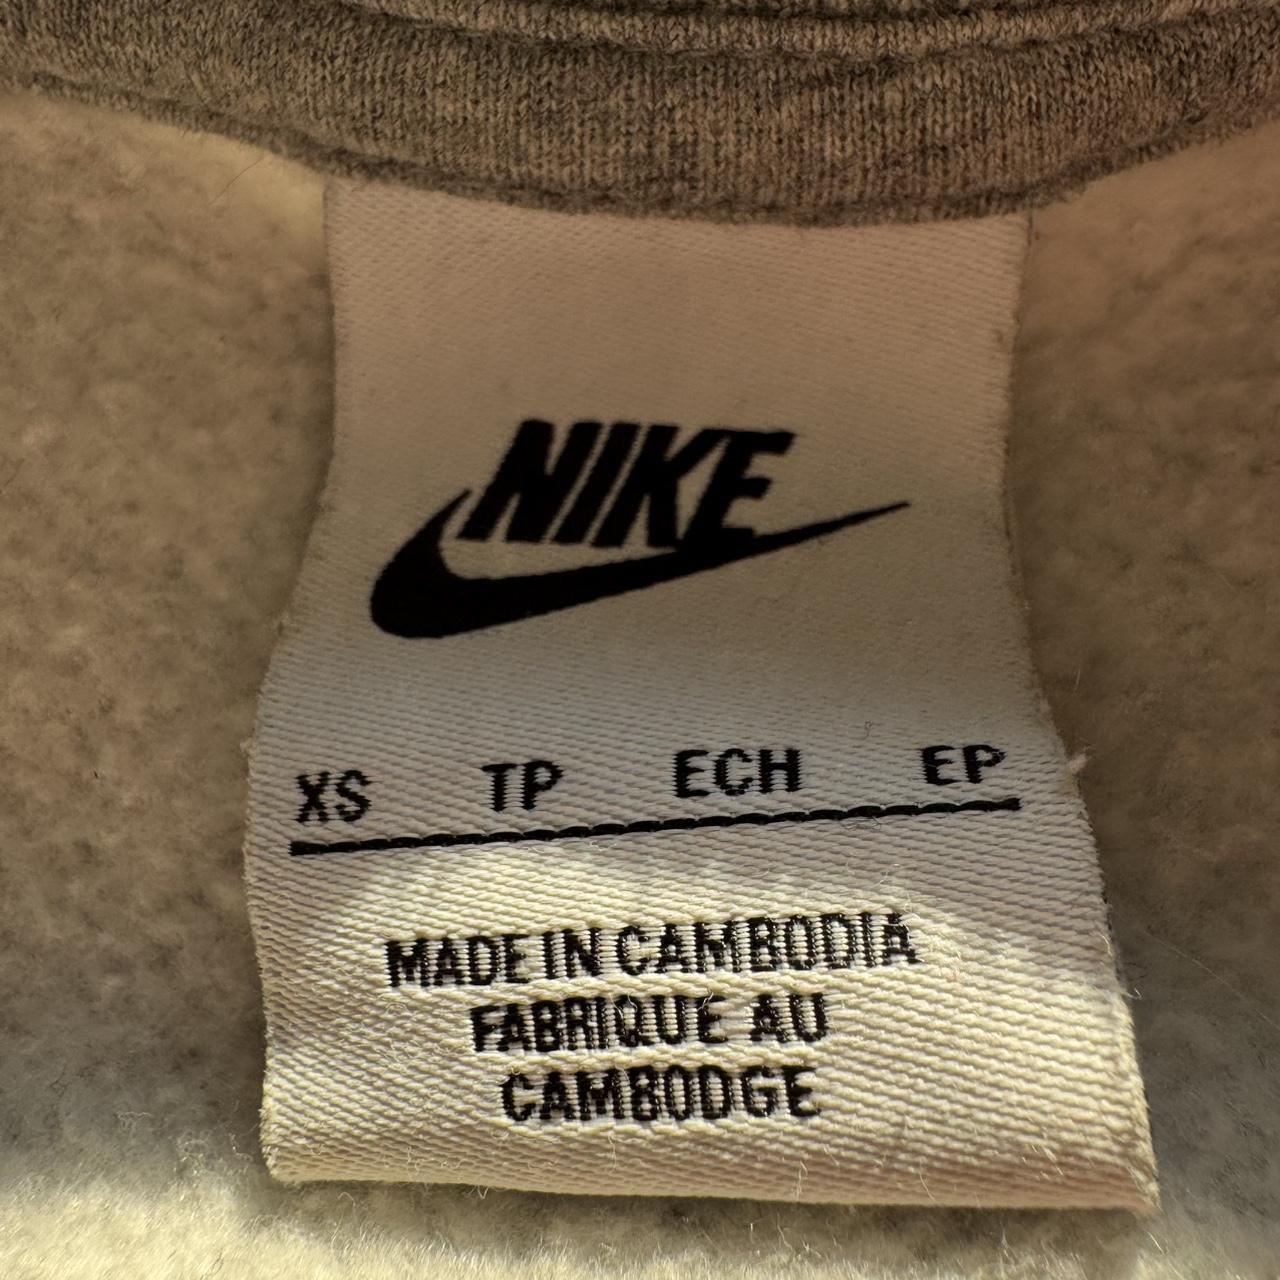 NIKE
XS TP ECH EP
MADE IN CAMBODIA
FABRIQUE AU
CAMBODGE